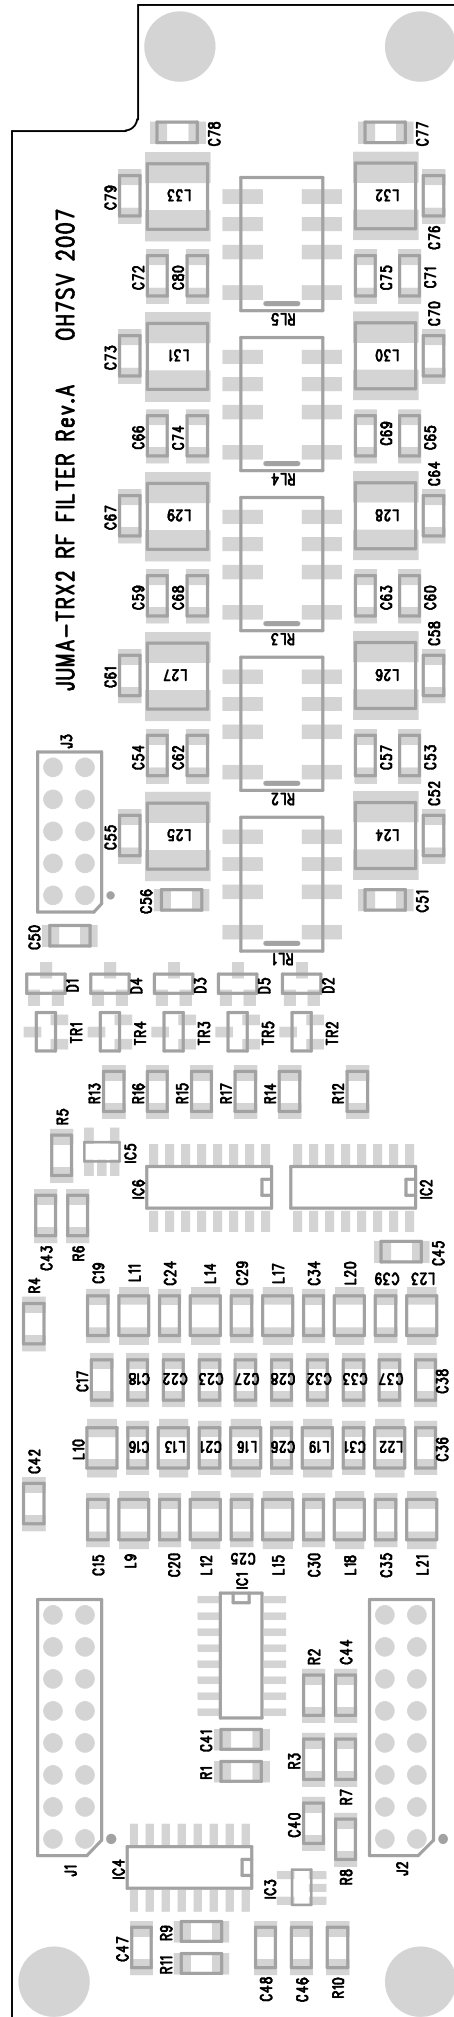 C78
C77
C79
L33
L32
C76
JUMA-TRX2 RF FILTER Rev.A OH7SV 2007
C72
C80
RL5
C75
C71
C73
L31
L30
C70
C66
C74
RL4
C69
C65
C67
L29
L28
C64
C59
C68
RL3
C63
C60
C61
L27
L26
C58
J3
C54
C62
RL2
C57
C53
C55
L25
L24
C52
C56
C51
C50
RL1
D1
D4
D3
D5
D2
TR1
TR4
TR3
TR5
TR2
R13
R16
R15
R17
R14
R12
R5
IC5
IC6
IC2
C43
R6
C45
R4
C19
L11
C24
L14
C29
L17
C34
L20
C39
L23
C17
C18
C22
C23
C27
C28
C32
C33
C37
C38
L10
C16
L13
C21
L16
C26
L19
C31
L22
C36
C42
C15
L9
C20
L12
C25
L15
C30
L18
C35
L21
IC1
R2
C44
C41
R1
R3
R7
C40
R8
J1
IC4
IC3
J2
C47
R9
R11
C48
C46
R10